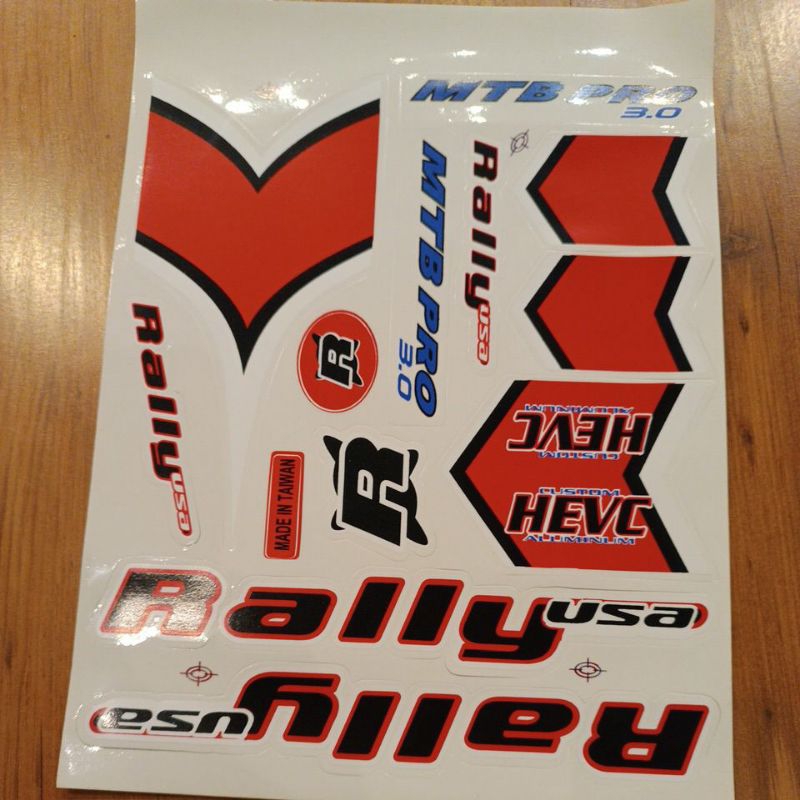 MTB PRO
3.0
Rally usa
MTB PRO
3.0
Rally usa
R
HEVC
CUSTOM
ALUMINUM
MADE IN TAIWAN
R
CUSTOM
HEVC
ALUMINUM
Rally usa
Rally usa